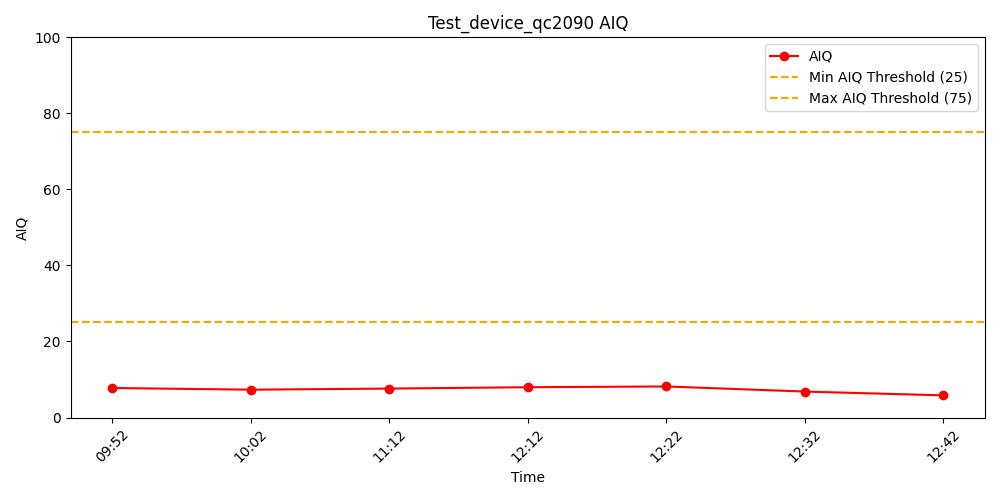 Test_device_qc2090 AIQ
100
80
60
40
20
0
AIQ
AIQ
Min AIQ Threshold (25)
Max AIQ Threshold (75)
09:52
10:02
11:12
12:12
12:22
12:32
12:42
Time